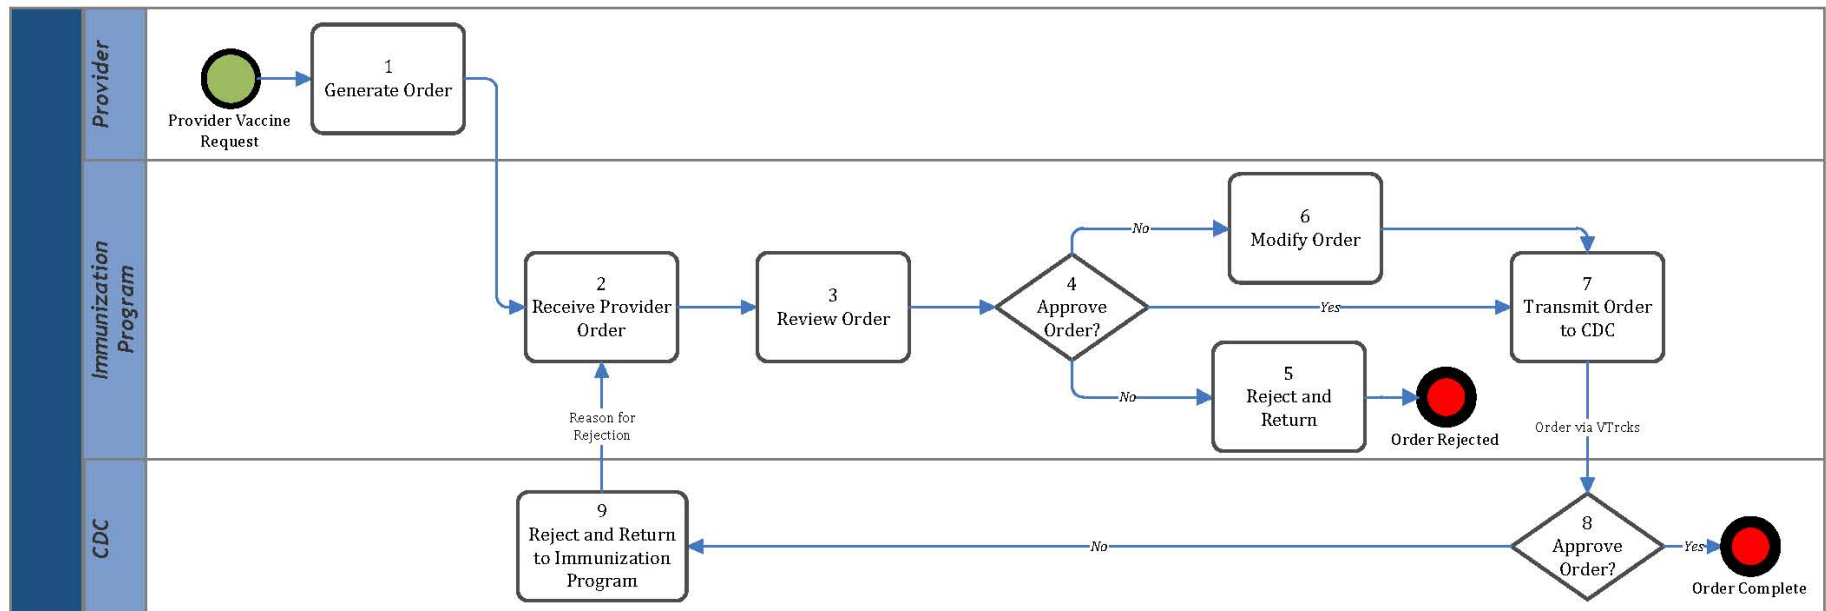 Provider
1
Generate Order
Provider Vaccine
Request
Immunization
Program
2
Receive Provider
Order
3
Review Order
4
Approve
Order?
No
6
Modify Order
Yes
7
Transmit Order
to CDC
No
5
Reject and
Return
Order Rejected
Reason for
Rejection
Order via VTrcks
CDC
9
Reject and Return
to Immunization
Program
No
8
Approve
Order?
Yes
Order Complete